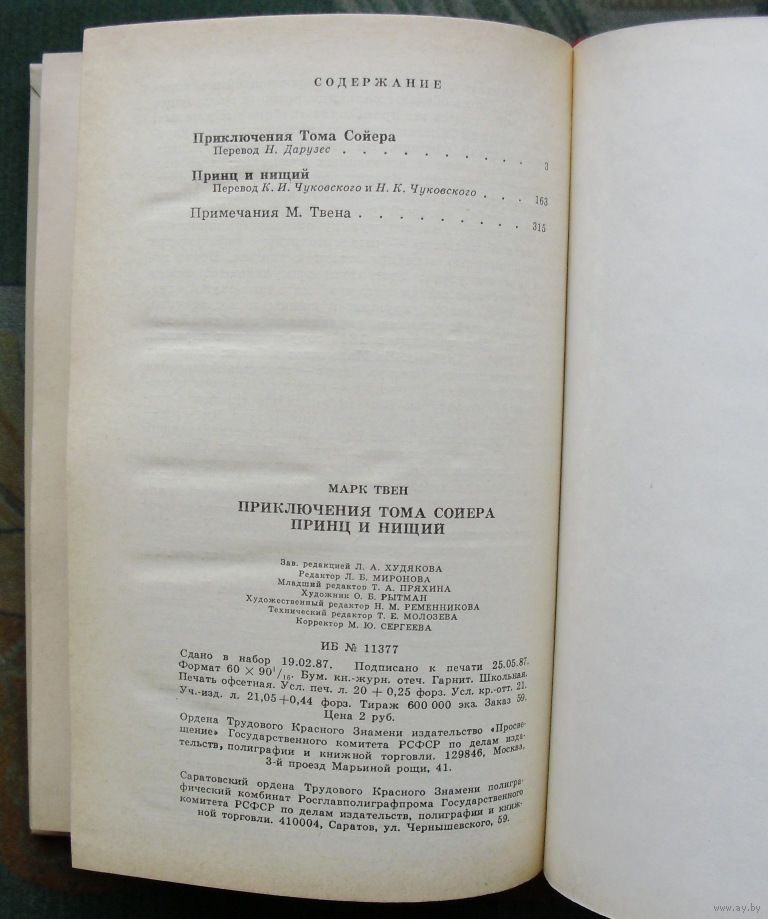 СОДЕРЖАНИЕ
Приключения Тома Сойера
Перевод Н. Дарузес . . . . . . . . . . 3
Принц и нищий
Перевод К. И. Чуковского и Н. К. Чуковского . . . 163
Примечания М. Твена . . . . . . . . . 315
МАРК ТВЕН
ПРИКЛЮЧЕНИЯ ТОМА СОЙЕРА
ПРИНЦ И НИЩИЙ
Зав. редакцией Л. А. ХУДЯКОВА
Редактор Л. Б. МИРОНОВА
Младший редактор Т. А. ПРЯХИНА
Художник О. Б. РЫТМАН
Художественный редактор Н. М. РЕМЕННИКОВА
Технический редактор Т. Е. МОЛОЗЕВА
Корректор М. Ю. СЕРГЕЕВА
ИБ № 11377
Сдано в набор 19.02.87. Подписано к печати 25.05.87.
Формат 60 × 90¹/₁₆. Бум. кн.-журн. отеч. Гарнит. Школьная.
Печать офсетная. Усл. печ. л. 20 + 0,25 форз. Усл. кр.-отт. 21.
Уч.-изд. л. 21,05+0,44 форз. Тираж 600 000 экз. Заказ 59.
Цена 2 руб.
Ордена Трудового Красного Знамени издательство «Просве-
щение» Государственного комитета РСФСР по делам изда-
тельств, полиграфии и книжной торговли. 129846, Москва,
3-й проезд Марьиной рощи, 41.
Саратовский ордена Трудового Красного Знамени полигра-
фический комбинат Росглавполиграфпрома Государственного
комитета РСФСР по делам издательств, полиграфии и книж-
ной торговли. 410004, Саратов, ул. Чернышевского, 59.
www.ay.by